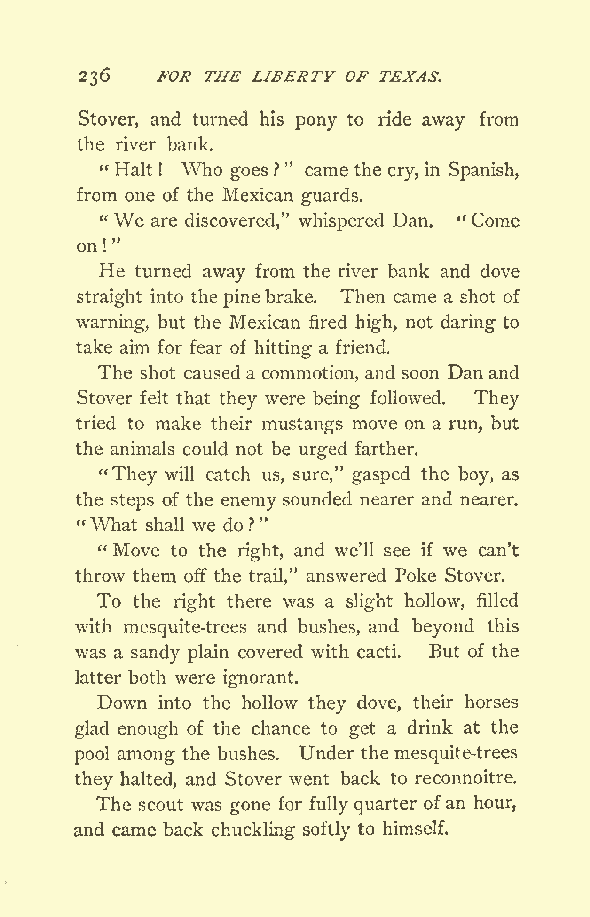 236 FOR THE LIBERTY OF TEXAS.
Stover, and turned his pony to ride away from
the river bank.
"Halt! Who goes?" came the cry, in Spanish,
from one of the Mexican guards.
"We are discovered," whispered Dan. "Come
on!"
He turned away from the river bank and dove
straight into the pine brake. Then came a shot of
warning, but the Mexican fired high, not daring to
take aim for fear of hitting a friend.
The shot caused a commotion, and soon Dan and
Stover felt that they were being followed. They
tried to make their mustangs move on a run, but
the animals could not be urged farther.
"They will catch us, sure," gasped the boy, as
the steps of the enemy sounded nearer and nearer.
"What shall we do?"
"Move to the right, and we'll see if we can't
throw them off the trail," answered Poke Stover.
To the right there was a slight hollow, filled
with mesquite-trees and bushes, and beyond this
was a sandy plain covered with cacti. But of the
latter both were ignorant.
Down into the hollow they dove, their horses
glad enough of the chance to get a drink at the
pool among the bushes. Under the mesquite-trees
they halted, and Stover went back to reconnoitre.
The scout was gone for fully quarter of an hour,
and came back chuckling softly to himself.